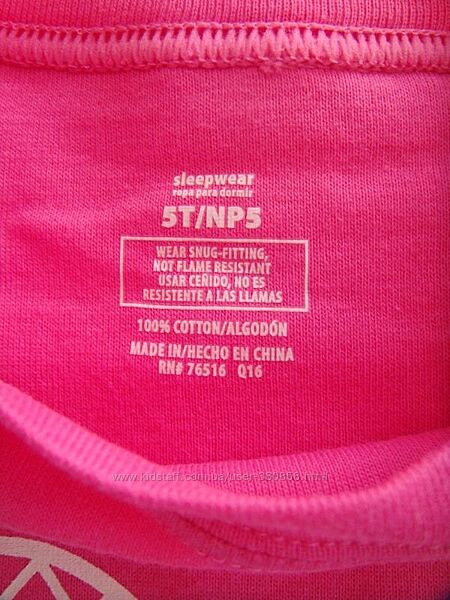 sleepwear
ropa para dormir
5T/NP5
WEAR SNUG-FITTING,
NOT FLAME RESISTANT
USAR CEÑIDO, NO ES
RESISTENTE A LAS LLAMAS
100% COTTON/ALGODÓN
MADE IN/HECHO EN CHINA
RN# 76516 Q16